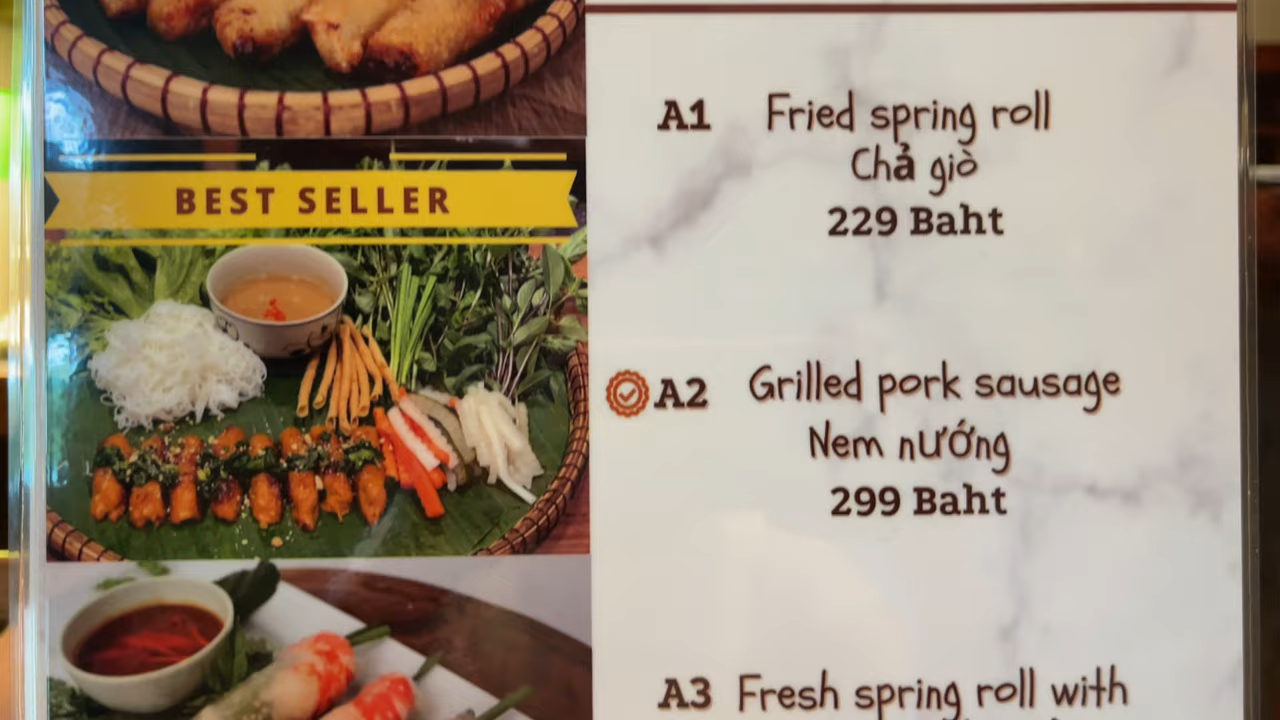 BEST SELLER
A1 Fried spring roll
Chả giò
229 Baht
A2 Grilled pork sausage
Nem nướng
299 Baht
A3 Fresh spring roll with